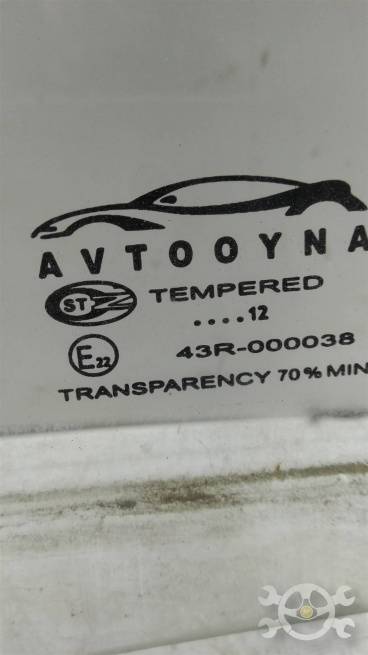 AVTOOYNA
ST
TEMPERED
....12
E22
43R-000038
TRANSPARENCY 70% MIN